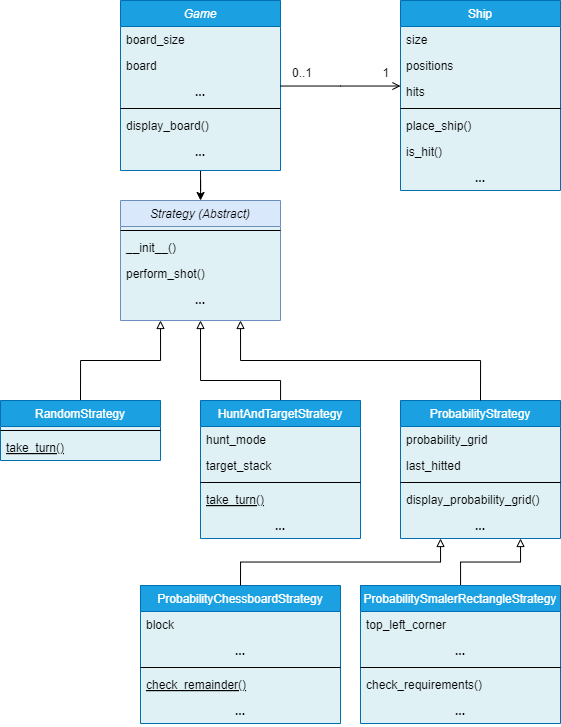 Game
board_size
board
...
display_board()
...
0..1
1
Ship
size
positions
hits
place_ship()
is_hit()
...
Strategy (Abstract)
__init__()
perform_shot()
...
RandomStrategy
take_turn()
HuntAndTargetStrategy
hunt_mode
target_stack
take_turn()
...
ProbabilityStrategy
probability_grid
last_hitted
display_probability_grid()
...
ProbabilityChessboardStrategy
block
...
check_remainder()
...
ProbabilitySmalerRectangleStrategy
top_left_corner
...
check_requirements()
...